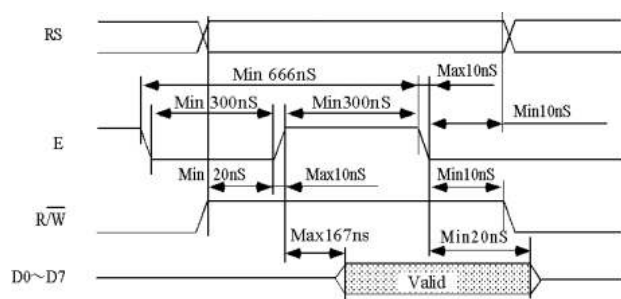 RS
Min 666nS
Max10nS
Min 300nS
Min300nS
Min10nS
E
Min 20nS
Max10nS
Min10nS
R/W̅
Max167ns
Min20nS
D0～D7
Valid